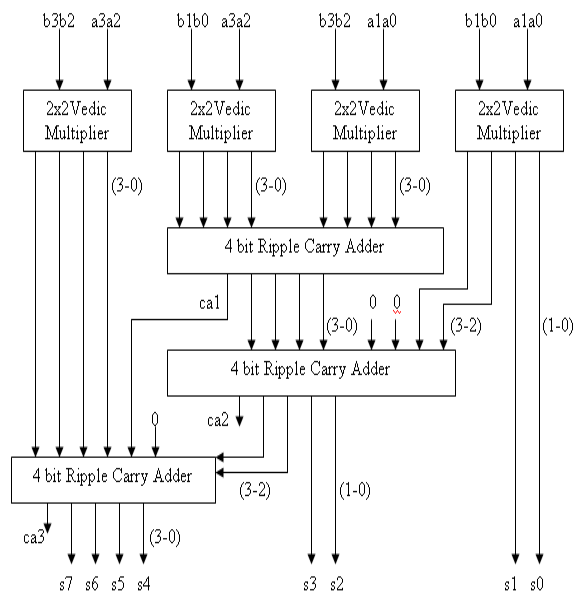 b3b2 a3a2 b1b0 a3a2 b3b2 a1a0 b1b0 a1a0
2x2Vedic Multiplier
2x2Vedic Multiplier
2x2Vedic Multiplier
2x2Vedic Multiplier
(3-0) (3-0) (3-0)
4 bit Ripple Carry Adder
ca1 0 0
(3-0) (3-2) (1-0)
4 bit Ripple Carry Adder
ca2
0
4 bit Ripple Carry Adder
(3-2) (1-0)
ca3 (3-0)
s7 s6 s5 s4 s3 s2 s1 s0